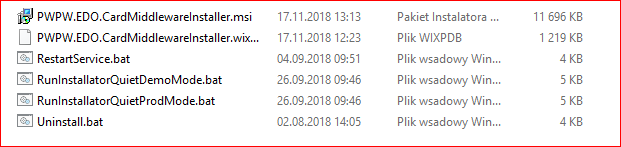 PWPW.EDO.CardMiddlewareInstaller.msi 17.11.2018 13:13 Pakiet Instalatora ... 11 696 KB
PWPW.EDO.CardMiddlewareInstaller.wix... 17.11.2018 12:23 Plik WIXPDB 1 219 KB
RestartService.bat 04.09.2018 09:51 Plik wsadowy Win... 4 KB
RunInstallatorQuietDemoMode.bat 26.09.2018 09:46 Plik wsadowy Win... 5 KB
RunInstallatorQuietProdMode.bat 26.09.2018 09:46 Plik wsadowy Win... 5 KB
Uninstall.bat 02.08.2018 14:05 Plik wsadowy Win... 4 KB